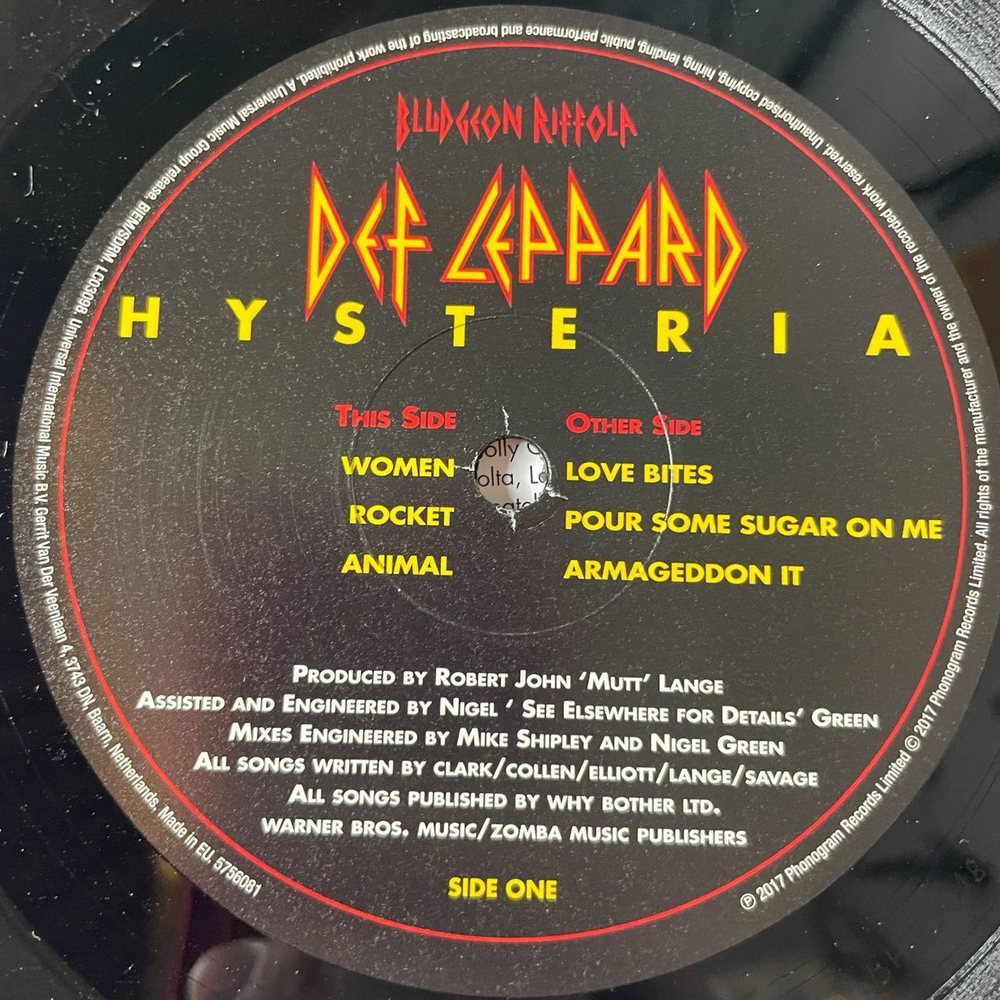 BLUDGEON RIFFOLA
DEF LEPPARD
HYSTERIA
THIS SIDE
WOMEN
ROCKET
ANIMAL
OTHER SIDE
LOVE BITES
POUR SOME SUGAR ON ME
ARMAGEDDON IT
olly
olta, Lo
PRODUCED BY ROBERT JOHN ‘MUTT’ LANGE
ASSISTED AND ENGINEERED BY NIGEL ‘ SEE ELSEWHERE FOR DETAILS’ GREEN
MIXES ENGINEERED BY MIKE SHIPLEY AND NIGEL GREEN
ALL SONGS WRITTEN BY CLARK/COLLEN/ELLIOTT/LANGE/SAVAGE
ALL SONGS PUBLISHED BY WHY BOTHER LTD.
WARNER BROS. MUSIC/ZOMBA MUSIC PUBLISHERS
SIDE ONE
℗ 2017 Phonogram Records Limited © 2017 Phonogram Records Limited. All rights of the manufacturer and the owner of the recorded work reserved. Unauthorised copying, hiring, lending, public performance and broadcasting of the work prohibited. A Universal Music Group release. BIEM/SDRM. LC03098. Universal International Music B.V. Gerrit Van Der Veenlaan 4, 3743 DN, Baarn, Netherlands. Made in EU. 5756081